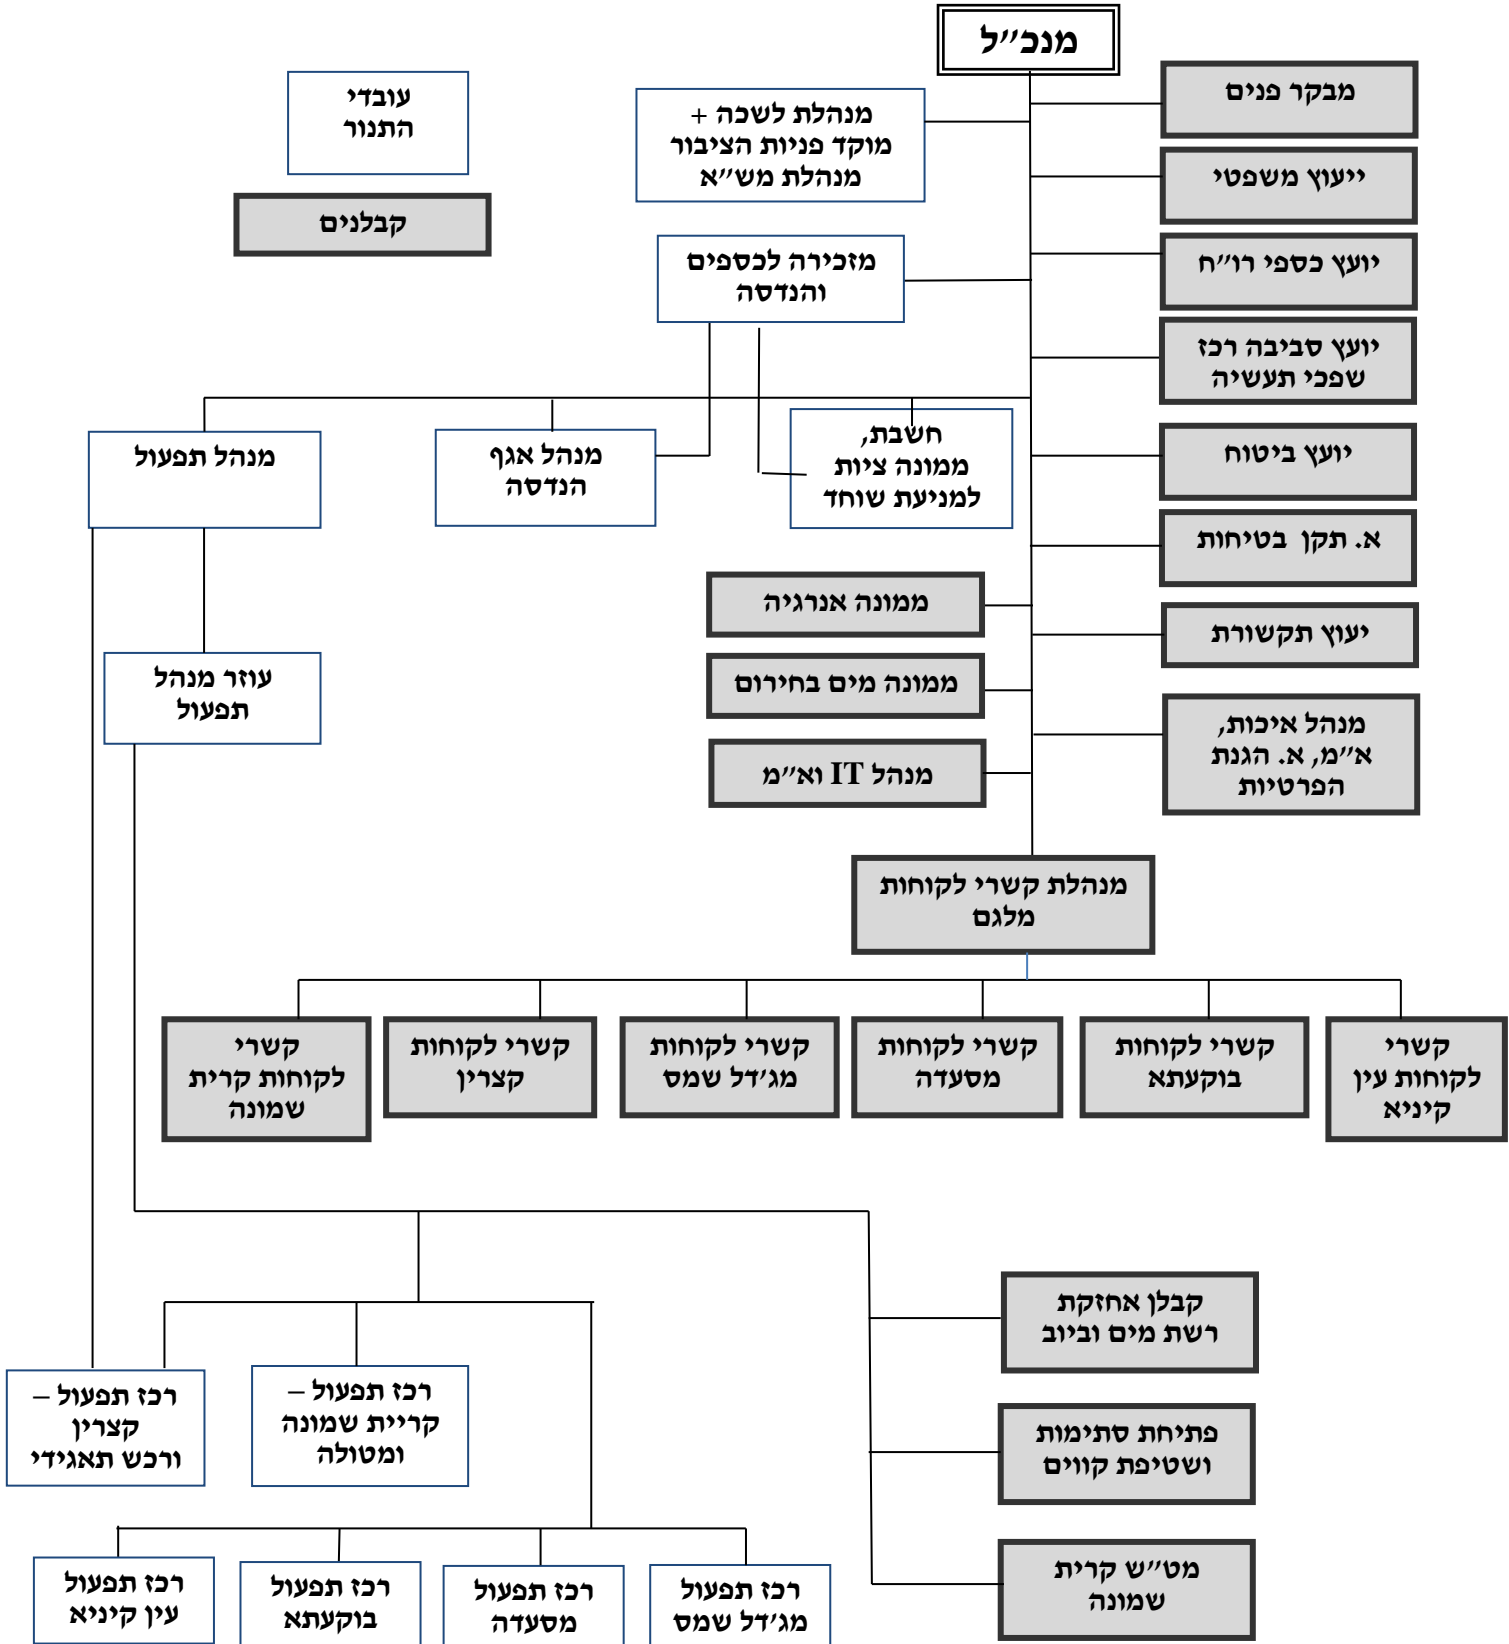 מנכ״ל
מבקר פנים
ייעוץ משפטי
יועץ כספי רו״ח
יועץ סביבה רכז
שפכי תעשיה
יועץ ביטוח
א. תקן בטיחות
יעוץ תקשורת
מנהל איכות,
א״מ, א. הגנת
הפרטיות
מנהלת לשכה +
מוקד פניות הציבור
מנהלת מש״א
מזכירה לכספים
והנדסה
עובדי
התנור
קבלנים
חשבת,
ממונה ציות
למניעת שוחד
מנהל אגף
הנדסה
מנהל תפעול
עוזר מנהל
תפעול
ממונה אנרגיה
ממונה מים בחירום
מנהל IT וא״מ
מנהלת קשרי לקוחות
מלגם
קשרי
לקוחות עין
קיניא
קשרי לקוחות
בוקעתא
קשרי לקוחות
מסעדה
קשרי לקוחות
מג׳דל שמס
קשרי לקוחות
קצרין
קשרי
לקוחות קרית
שמונה
קבלן אחזקת
רשת מים וביוב
פתיחת סתימות
ושטיפת קווים
מט״ש קרית
שמונה
רכז תפעול –
קריית שמונה
ומטולה
רכז תפעול –
קצרין
ורכש תאגידי
רכז תפעול
מג׳דל שמס
רכז תפעול
מסעדה
רכז תפעול
בוקעתא
רכז תפעול
עין קיניא